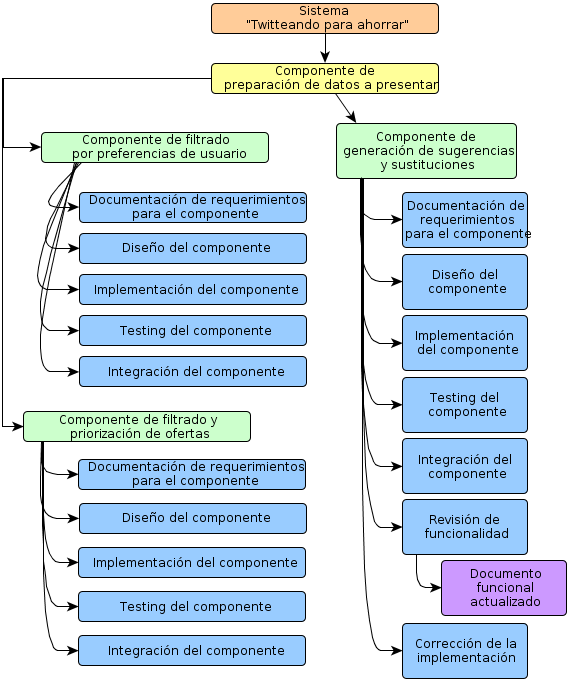 Sistema
"Twitteando para ahorrar"
Componente de
preparación de datos a presentar
Componente de filtrado
por preferencias de usuario
Documentación de requerimientos
para el componente
Diseño del componente
Implementación del componente
Testing del componente
Integración del componente
Componente de filtrado y
priorización de ofertas
Documentación de requerimientos
para el componente
Diseño del componente
Implementación del componente
Testing del componente
Integración del componente
Componente de
generación de sugerencias
y sustituciones
Documentación de
requerimientos
para el componente
Diseño del
componente
Implementación
del componente
Testing del
componente
Integración del
componente
Revisión de
funcionalidad
Documento
funcional
actualizado
Corrección de la
implementación